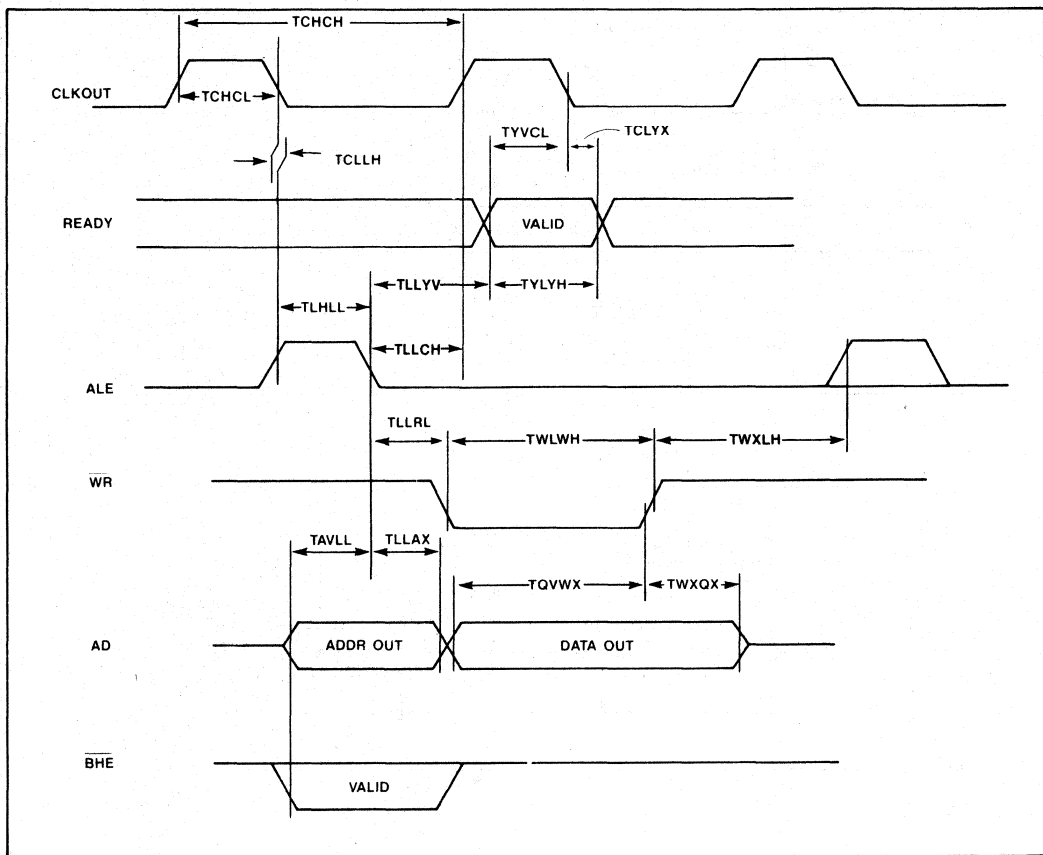 TCHCH
CLKOUT
TCHCL
TYVCL
TCLYX
TCLLH
READY
VALID
TLLYV
TYLYH
TLHLL
TLLCH
ALE
TLLRL
TWLWH
TWXLH
WR
TAVLL
TLLAX
TQVWX
TWXQX
AD
ADDR OUT
DATA OUT
BHE
VALID